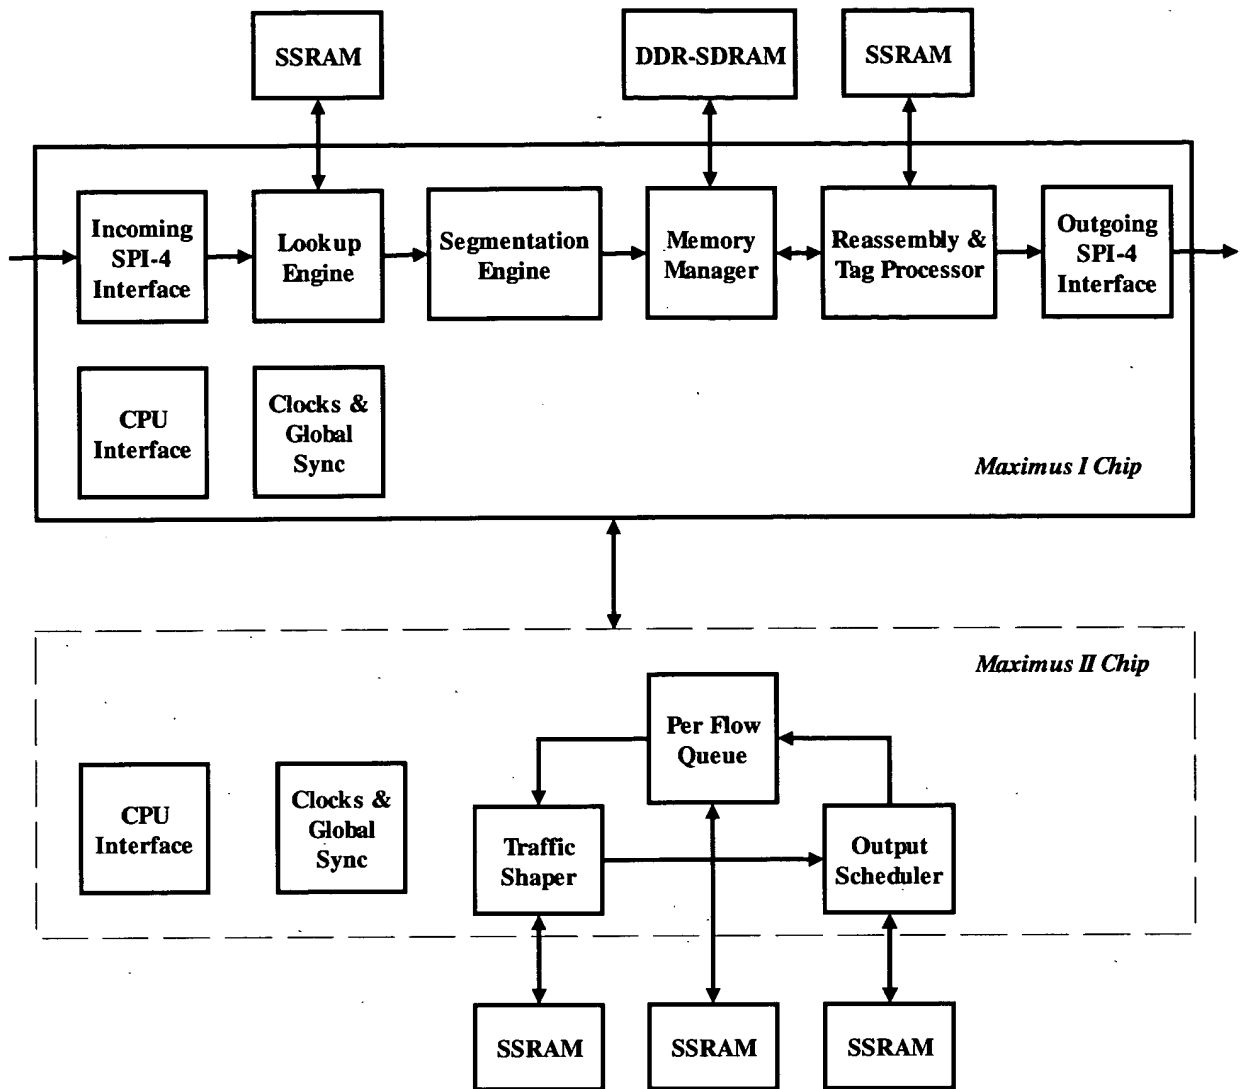 SSRAM
DDR-SDRAM
SSRAM
Incoming
SPI-4
Interface
Lookup
Engine
Segmentation
Engine
Memory
Manager
Reassembly &
Tag Processor
Outgoing
SPI-4
Interface
CPU
Interface
Clocks &
Global
Sync
Maximus I Chip
Maximus II Chip
Per Flow
Queue
CPU
Interface
Clocks &
Global
Sync
Traffic
Shaper
Output
Scheduler
SSRAM
SSRAM
SSRAM